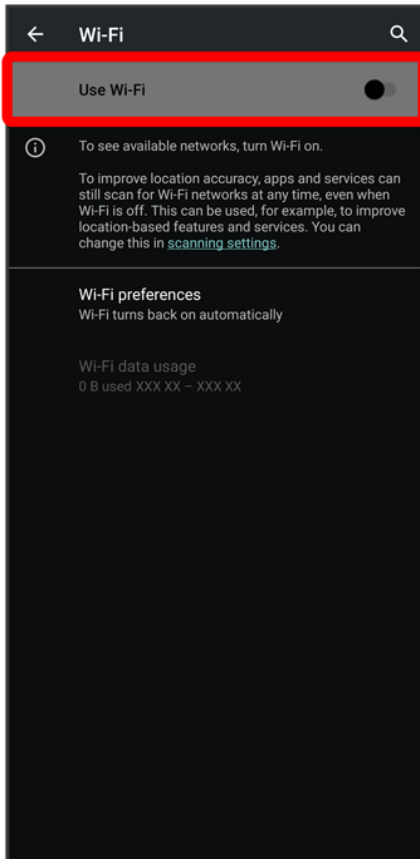 Wi-Fi
Use Wi-Fi
To see available networks, turn Wi-Fi on.
To improve location accuracy, apps and services can
still scan for Wi-Fi networks at any time, even when
Wi-Fi is off. This can be used, for example, to improve
location-based features and services. You can
change this in scanning settings.
Wi-Fi preferences
Wi-Fi turns back on automatically
Wi-Fi data usage
0 B used XXX XX – XXX XX